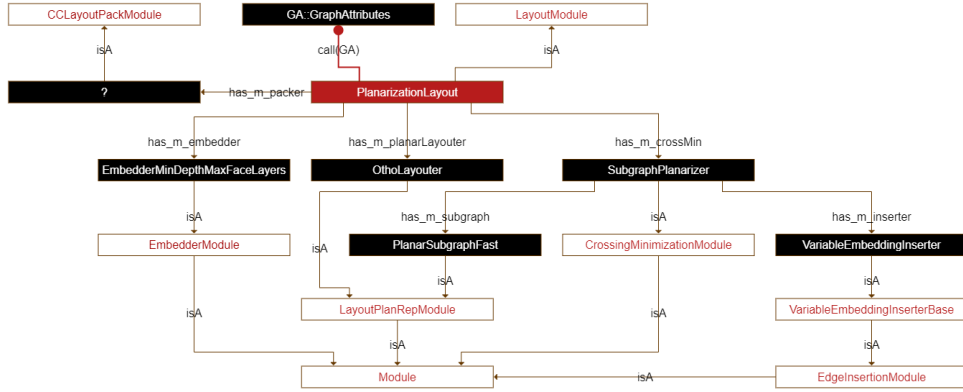 CCLayoutPackModule
GA::GraphAttributes
LayoutModule
isA
call(GA)
isA
?
has_m_packer
PlanarizationLayout
has_m_embedder
has_m_planarLayouter
has_m_crossMin
EmbedderMinDepthMaxFaceLayers
OthoLayouter
SubgraphPlanarizer
isA
has_m_subgraph
isA
has_m_inserter
EmbedderModule
PlanarSubgraphFast
CrossingMinimizationModule
VariableEmbeddingInserter
isA
isA
isA
LayoutPlanRepModule
VariableEmbeddingInserterBase
isA
isA
isA
isA
Module
isA
EdgeInsertionModule